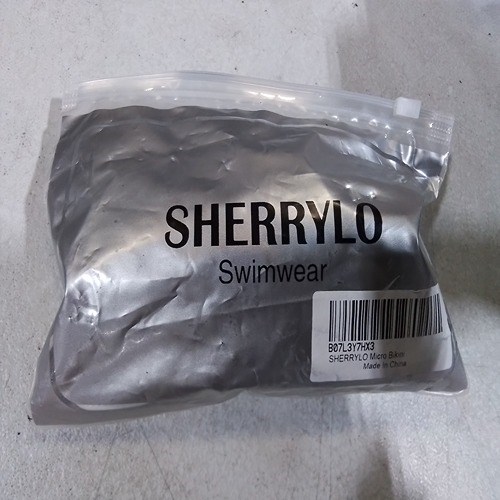 SHERRYLO
Swimwear
B07L3Y7HX3
SHERRYLO Micro Bikini
Made In China